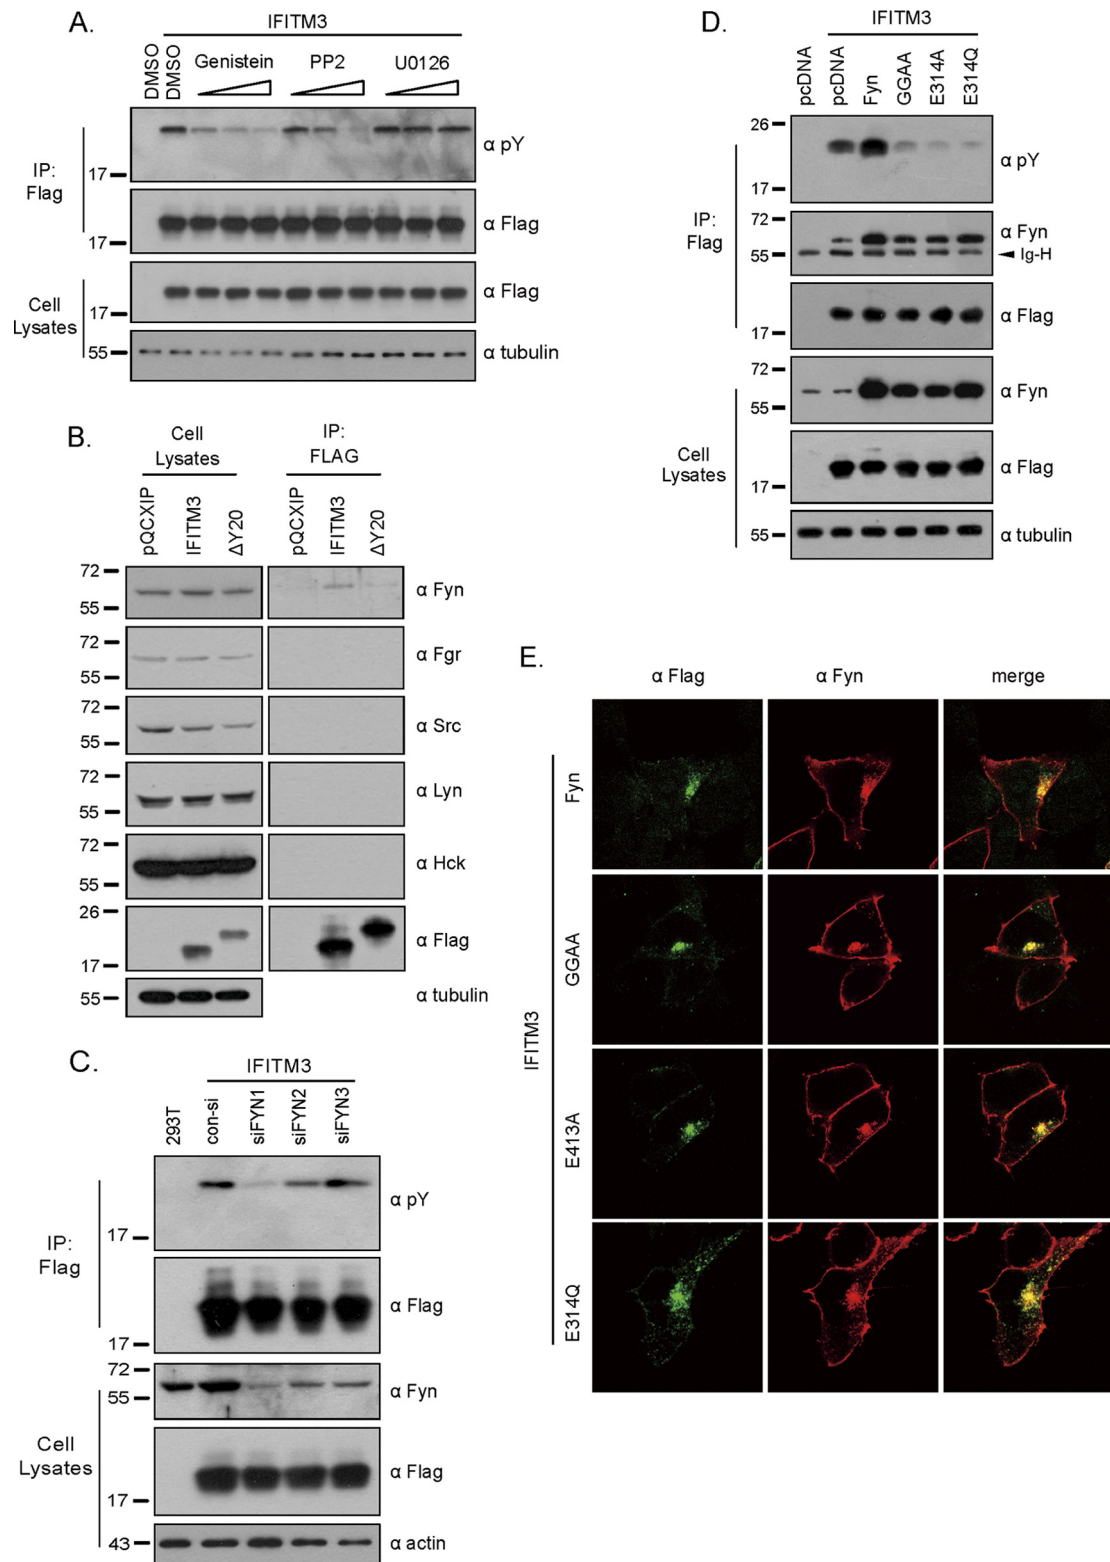 A.
IFITM3
DMSO
DMSO
Genistein
PP2
U0126
IP:
Flag
17
α pY
17
α Flag
Cell
Lysates
17
α Flag
55
α tubulin
B.
Cell
Lysates
IP:
FLAG
pQCXIP
IFITM3
ΔY20
pQCXIP
IFITM3
ΔY20
72
55
α Fyn
72
55
α Fgr
72
55
α Src
72
55
α Lyn
72
55
α Hck
26
17
α Flag
55
α tubulin
C.
IFITM3
293T
con-si
siFYN1
siFYN2
siFYN3
IP:
Flag
17
α pY
17
α Flag
Cell
Lysates
72
55
α Fyn
17
α Flag
43
α actin
D.
IFITM3
pcDNA
pcDNA
Fyn
GGAA
E314A
E314Q
IP:
Flag
26
17
α pY
72
55
α Fyn
Ig-H
17
α Flag
Cell
Lysates
72
55
α Fyn
17
α Flag
55
α tubulin
E.
α Flag
α Fyn
merge
IFITM3
Fyn
GGAA
E413A
E314Q